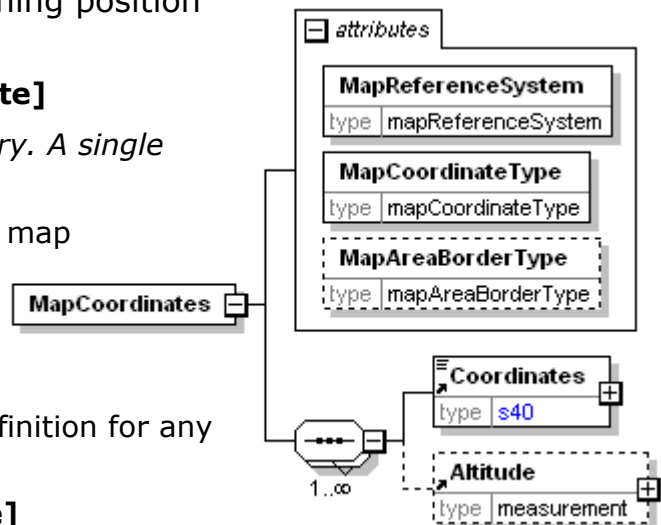 ning position
te]
ry. A single
map
finition for any
e]
attributes
MapReferenceSystem
type mapReferenceSystem
MapCoordinateType
type mapCoordinateType
MapAreaBorderType
type mapAreaBorderType
MapCoordinates
Coordinates
type s40
1..∞
Altitude
type measurement